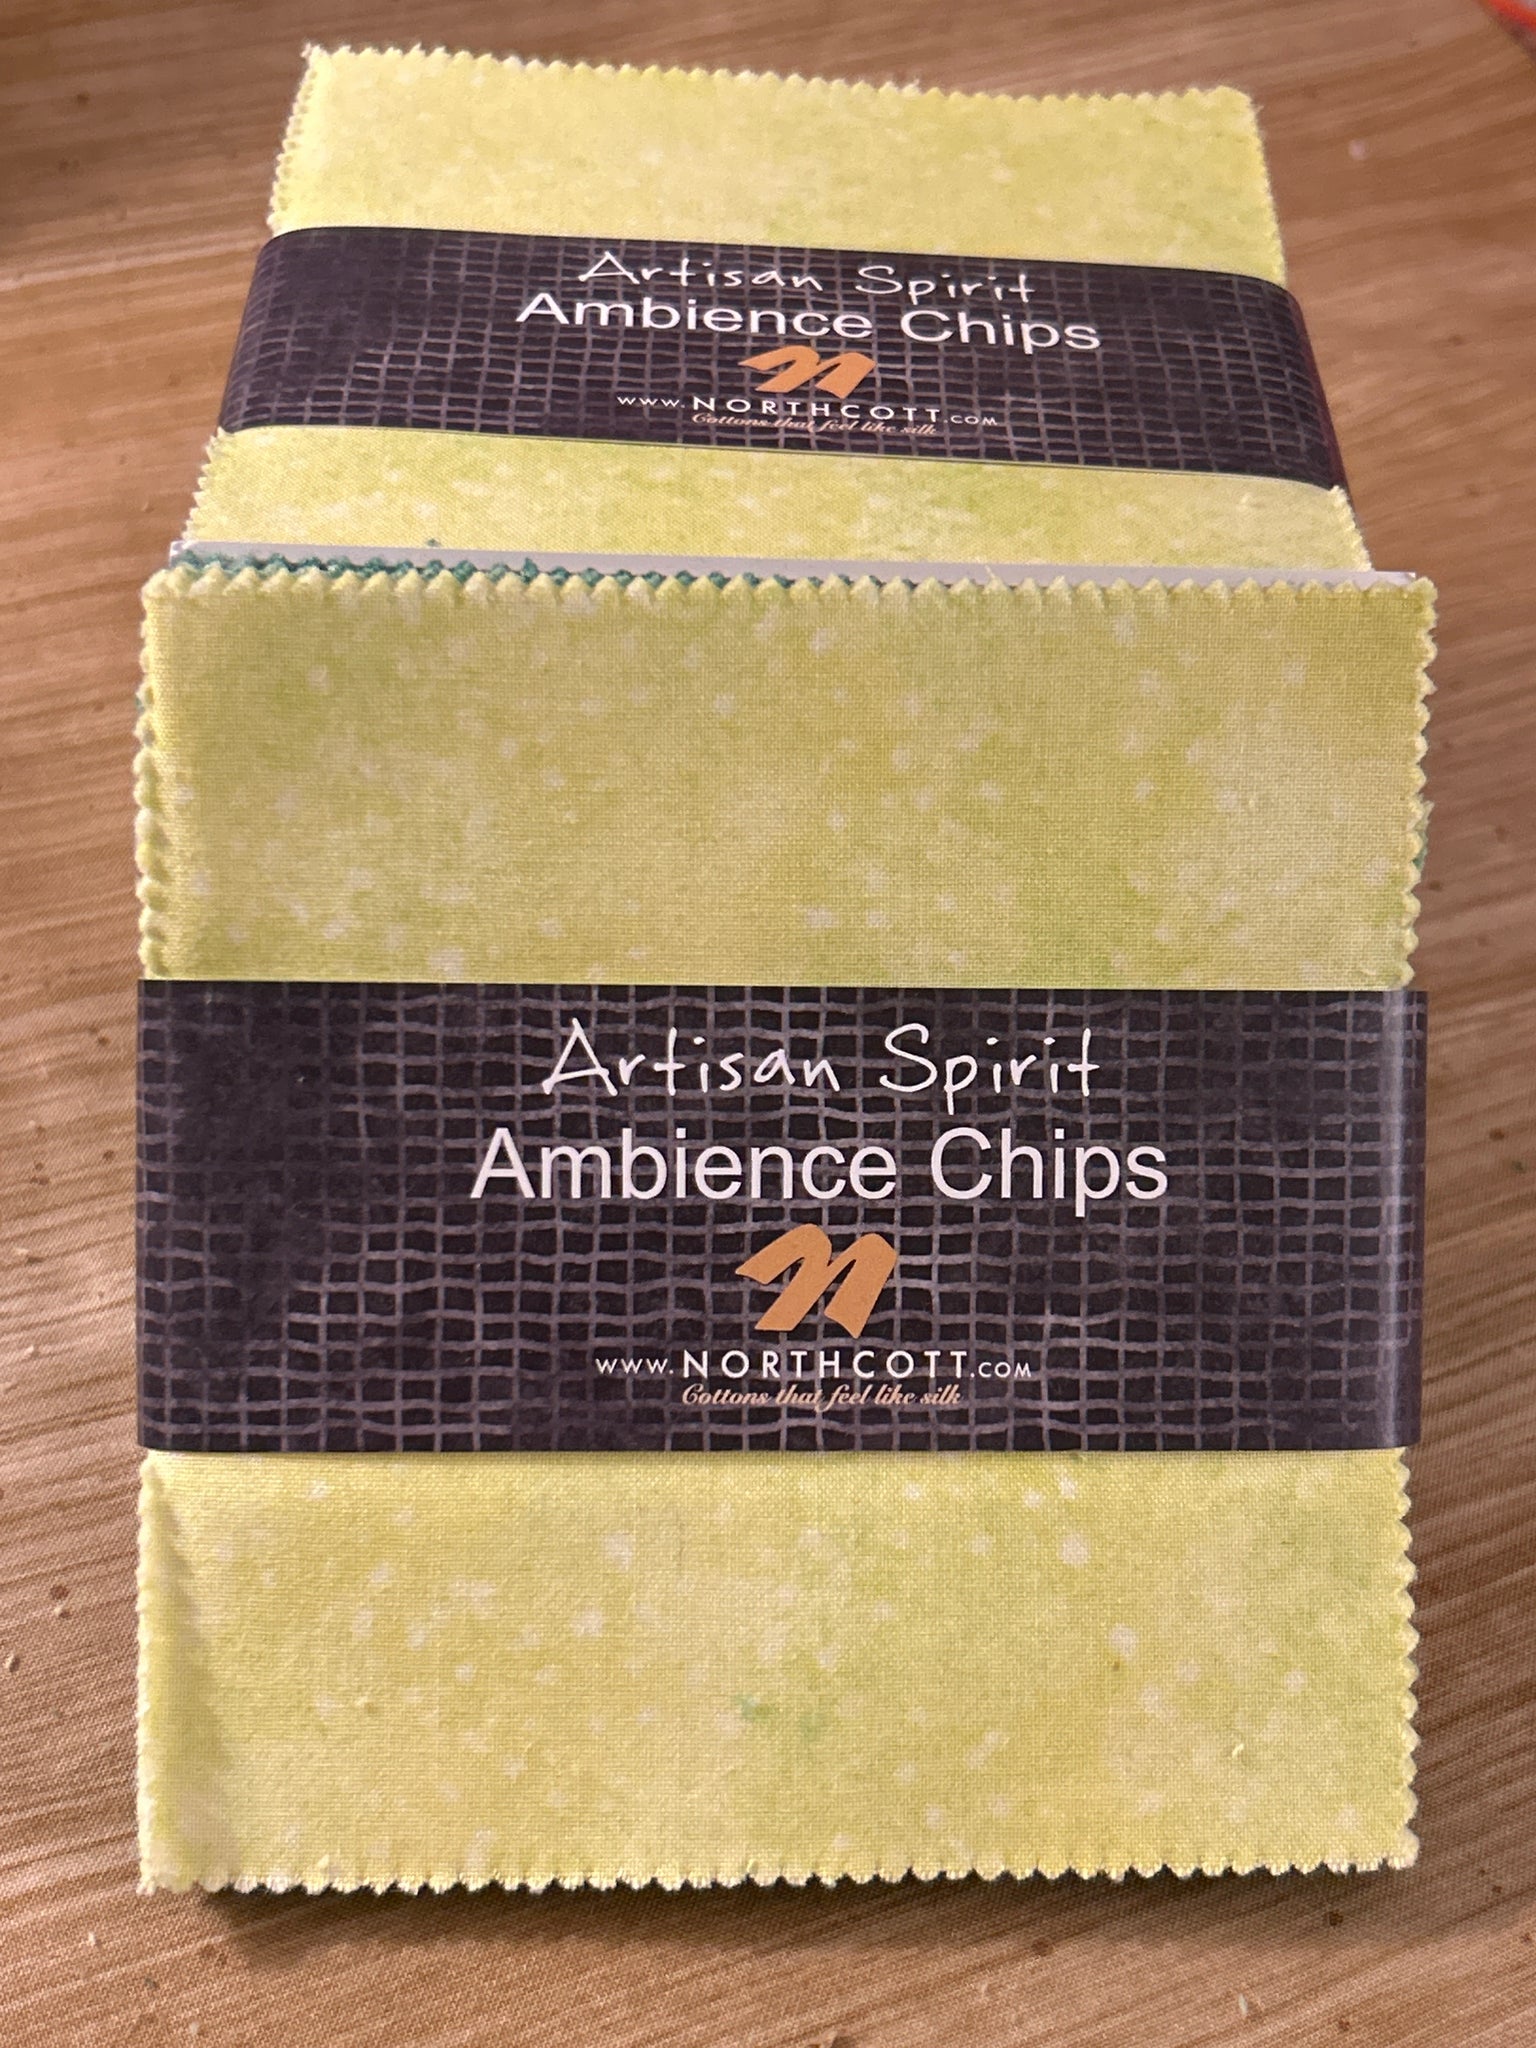 Artisan Spirit
Ambience Chips
www.NORTHCOTT.com
Cottons that feel like silk
Artisan Spirit
Ambience Chips
www.NORTHCOTT.com
Cottons that feel like silk